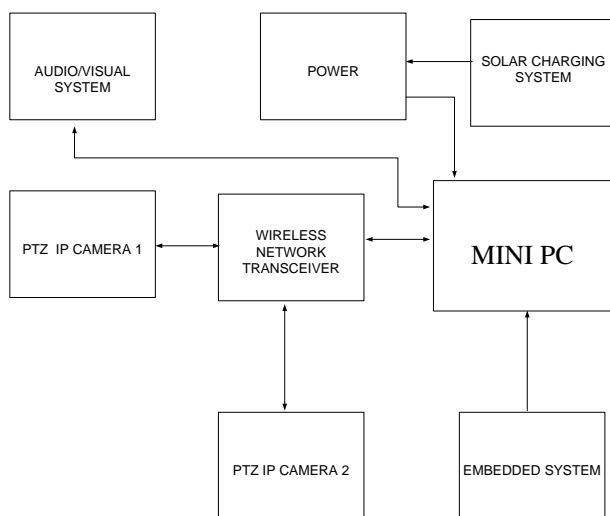 AUDIO/VISUAL
SYSTEM
POWER
SOLAR CHARGING
SYSTEM
PTZ  IP CAMERA 1
WIRELESS
NETWORK
TRANSCEIVER
MINI PC
PTZ IP CAMERA 2
EMBEDDED SYSTEM